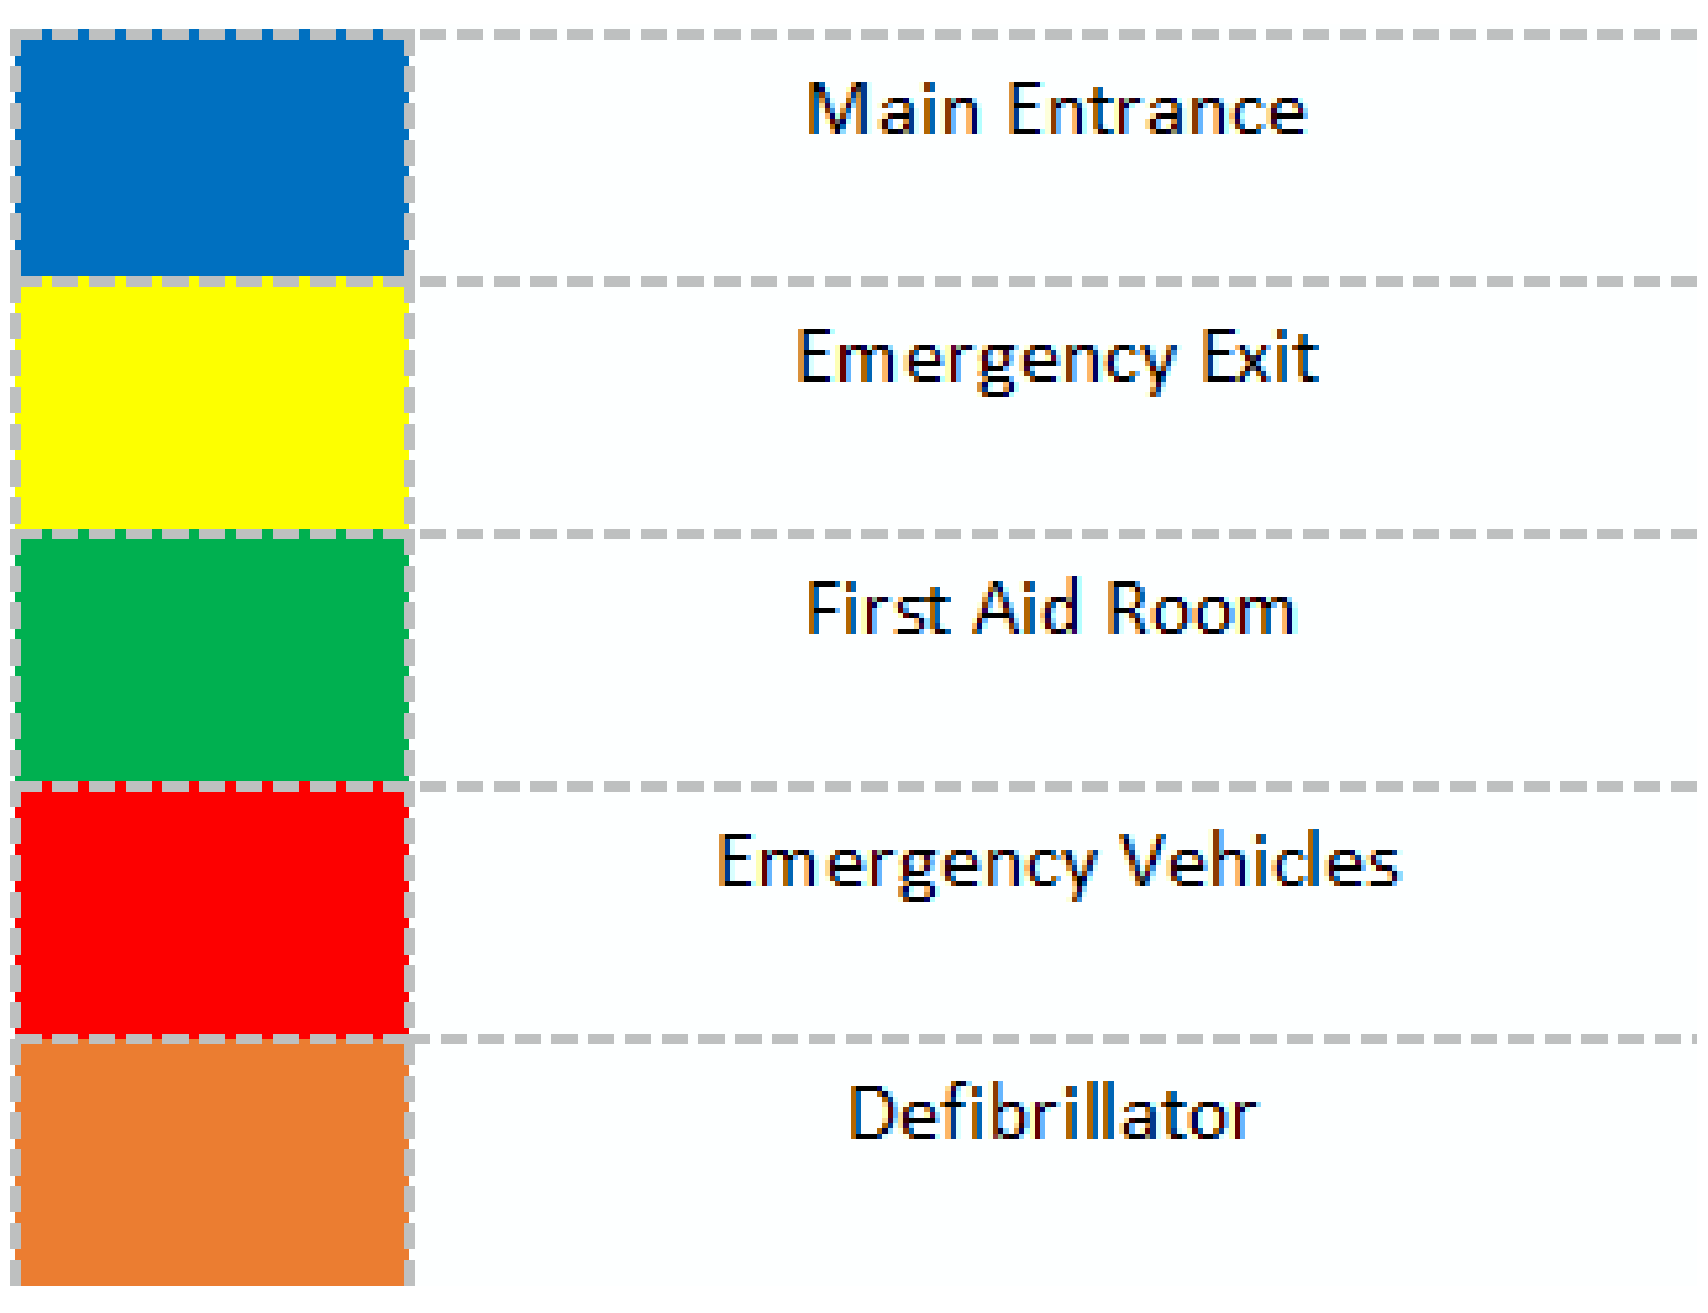 Main Entrance
Emergency Exit
First Aid Room
Emergency Vehicles
Defibrillator